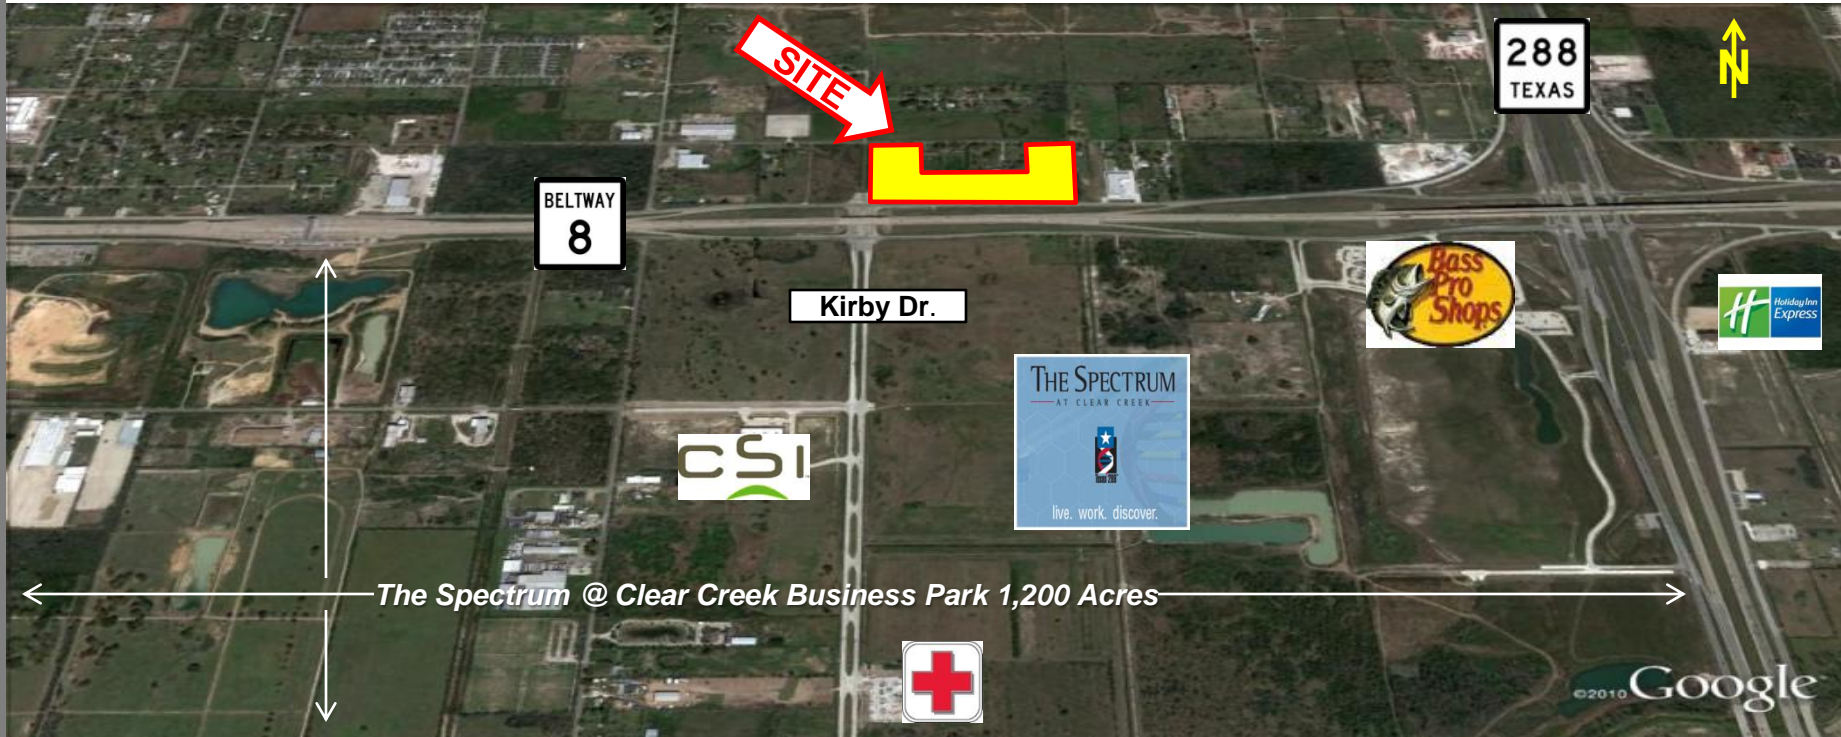 SITE
288
TEXAS
N
BELTWAY
8
Kirby Dr.
Bass
Pro
Shops
H
Holiday Inn
Express
THE SPECTRUM
AT CLEAR CREEK
live. work. discover.
CSI
The Spectrum @ Clear Creek Business Park 1,200 Acres
©2010 Google